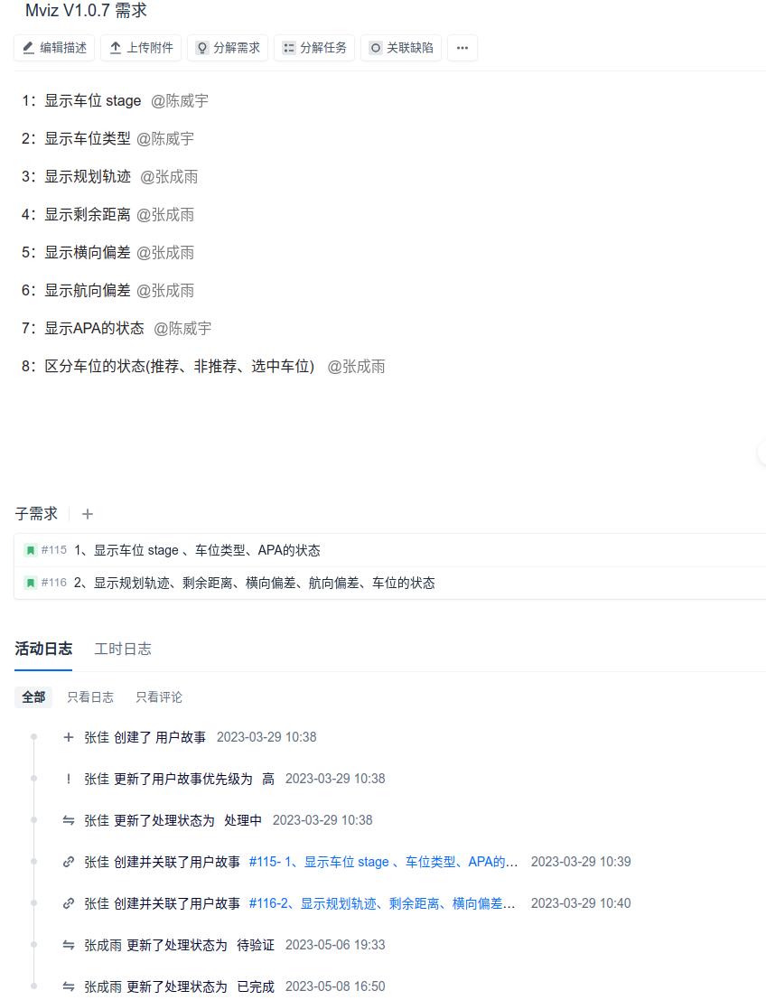 Mviz V1.0.7 需求
编辑描述 上传附件 分解需求 分解任务 关联缺陷 ···
1：显示车位 stage @陈威宇
2：显示车位类型 @陈威宇
3：显示规划轨迹 @张成雨
4：显示剩余距离 @张成雨
5：显示横向偏差 @张成雨
6：显示航向偏差 @张成雨
7：显示APA的状态 @陈威宇
8：区分车位的状态(推荐、非推荐、选中车位) @张成雨
子需求
#115 1、显示车位 stage 、车位类型、APA的状态
#116 2、显示规划轨迹、剩余距离、横向偏差、航向偏差、车位的状态
活动日志 工时日志
全部 只看日志 只看评论
张佳 创建了 用户故事 2023-03-29 10:38
张佳 更新了用户故事优先级为 高 2023-03-29 10:38
张佳 更新了处理状态为 处理中 2023-03-29 10:38
张佳 创建并关联了用户故事 #115- 1、显示车位 stage 、车位类型、APA的... 2023-03-29 10:39
张佳 创建并关联了用户故事 #116-2、显示规划轨迹、剩余距离、横向偏差... 2023-03-29 10:40
张成雨 更新了处理状态为 待验证 2023-05-06 19:33
张成雨 更新了处理状态为 已完成 2023-05-08 16:50